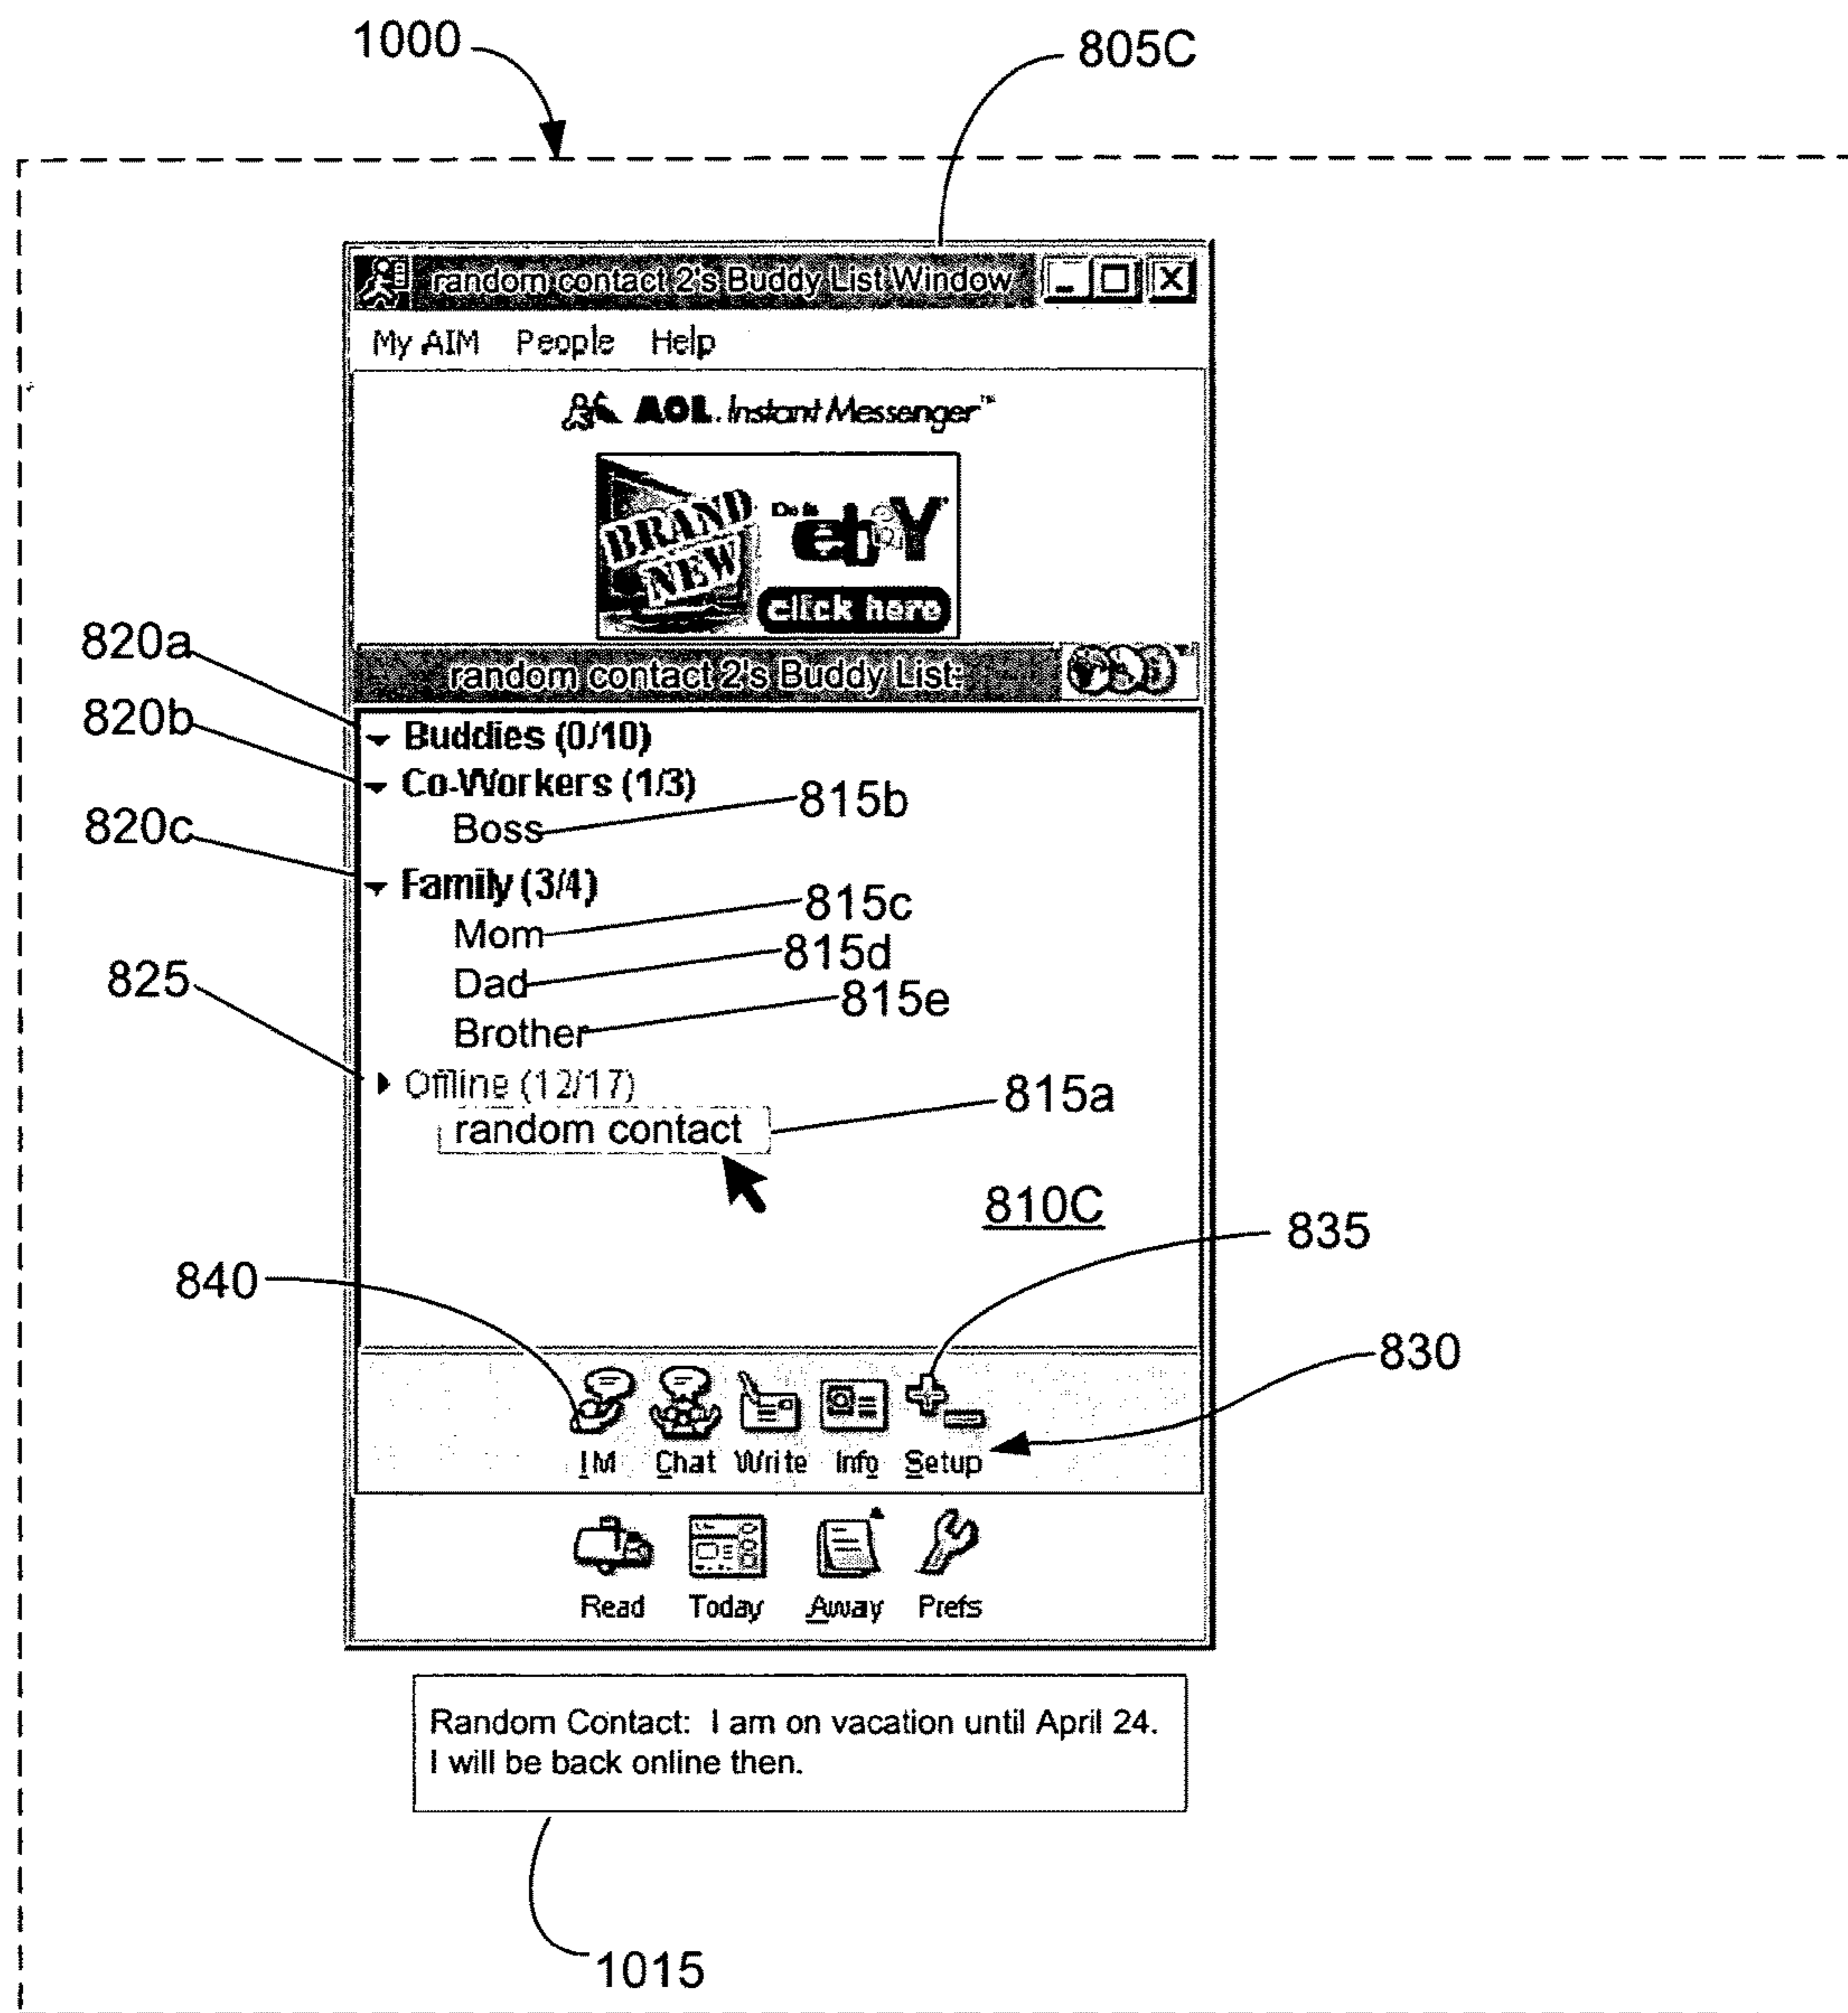 1000
805C
random contact 2's Buddy List Window
My AIM People Help
AOL Instant Messenger™
BRAND NEW
Do It eBay
click here
820a
random contact 2's Buddy List:
820b
Buddies (0/10)
Co-Workers (1/3)
815b
820c
Boss
Family (3/4)
815c
Mom
815d
825
Dad
815e
Brother
Offline (12/17)
815a
random contact
810C
835
840
830
IM Chat Write Info Setup
Read Today Away Prefs
Random Contact: I am on vacation until April 24.
I will be back online then.
1015